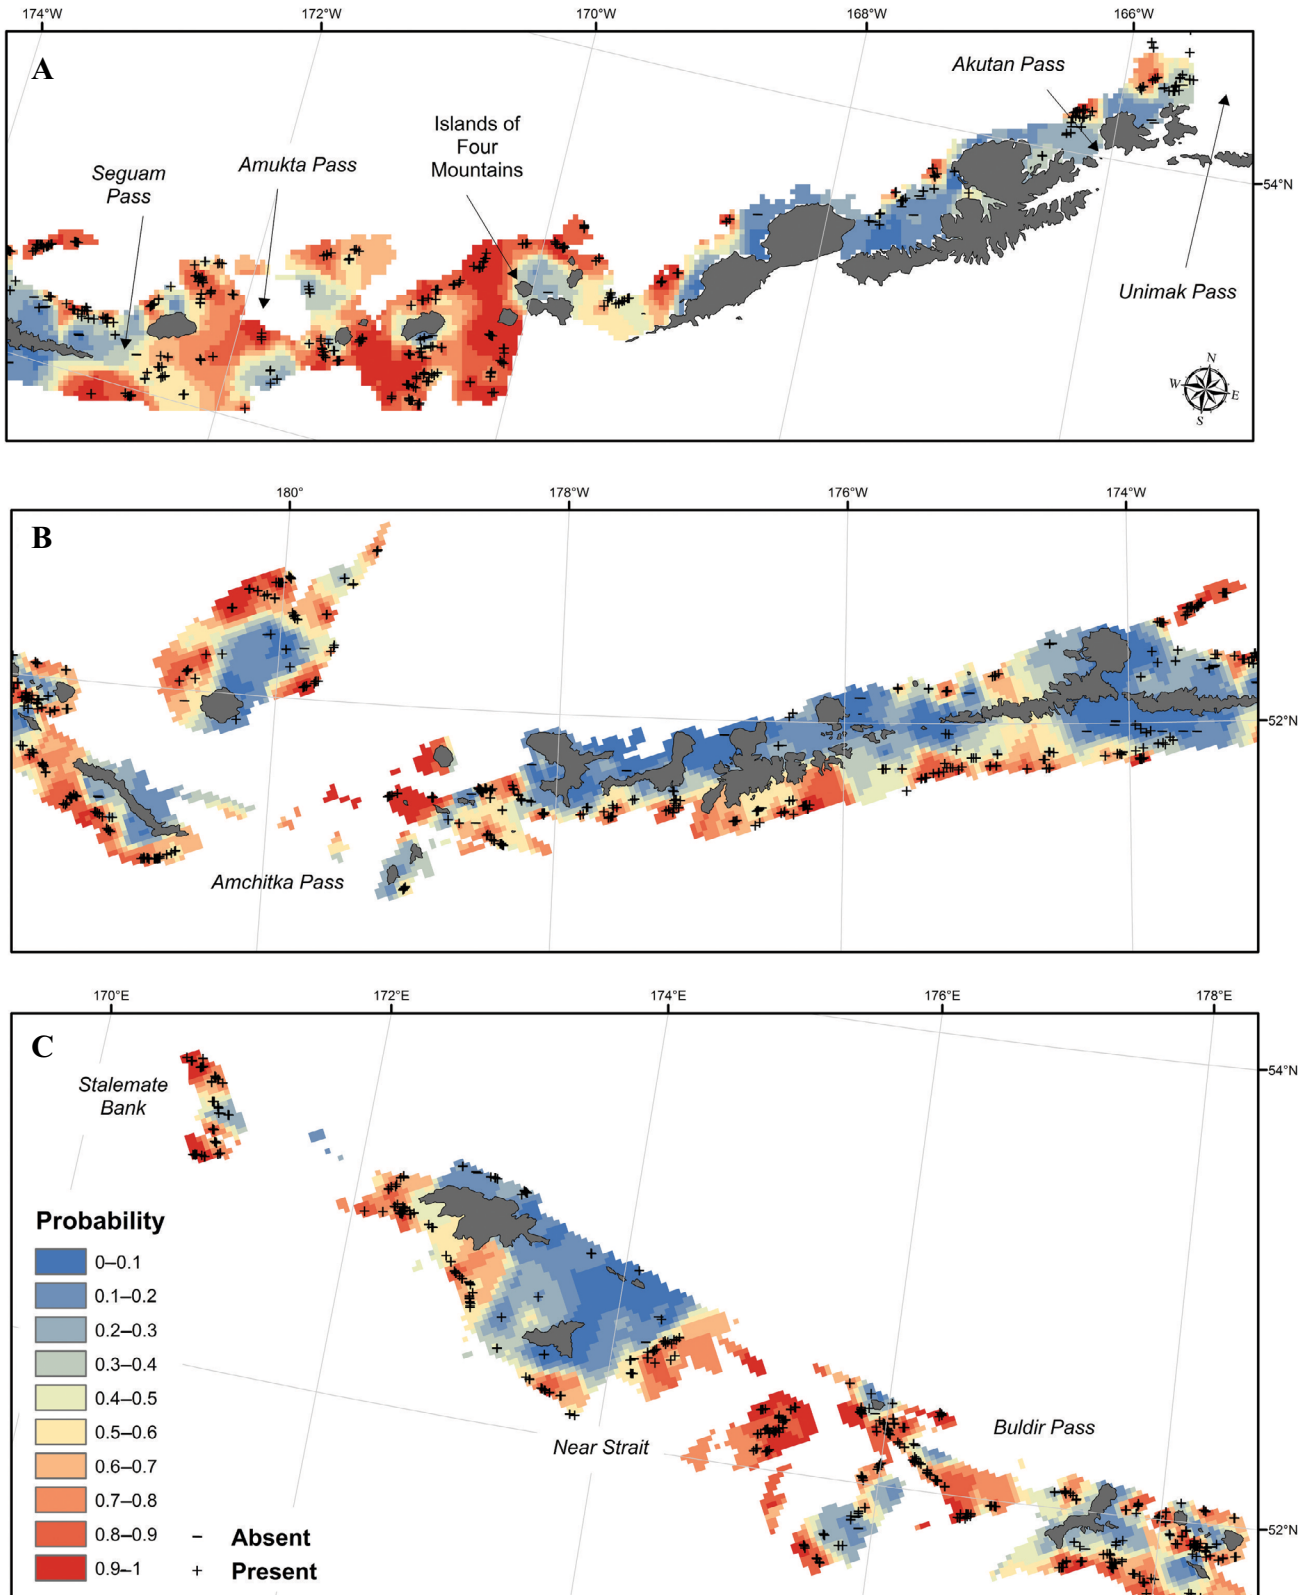 174°W
172°W
170°W
168°W
166°W
A
Akutan Pass
Islands of
Four
Mountains
Amukta Pass
Seguam
Pass
54°N
Unimak Pass
N
W
E
S
180°
178°W
176°W
174°W
B
52°N
Amchitka Pass
170°E
172°E
174°E
176°E
178°E
C
54°N
Stalemate
Bank
Probability
0–0.1
0.1–0.2
0.2–0.3
0.3–0.4
0.4–0.5
0.5–0.6
0.6–0.7
0.7–0.8
0.8–0.9
0.9–1
– Absent
+ Present
Near Strait
Buldir Pass
52°N